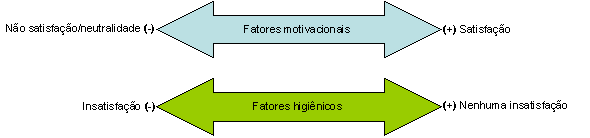 Não satisfação/neutralidade (-) Fatores motivacionais (+) Satisfação
Insatisfação (-) Fatores higiênicos (+) Nenhuma insatisfação